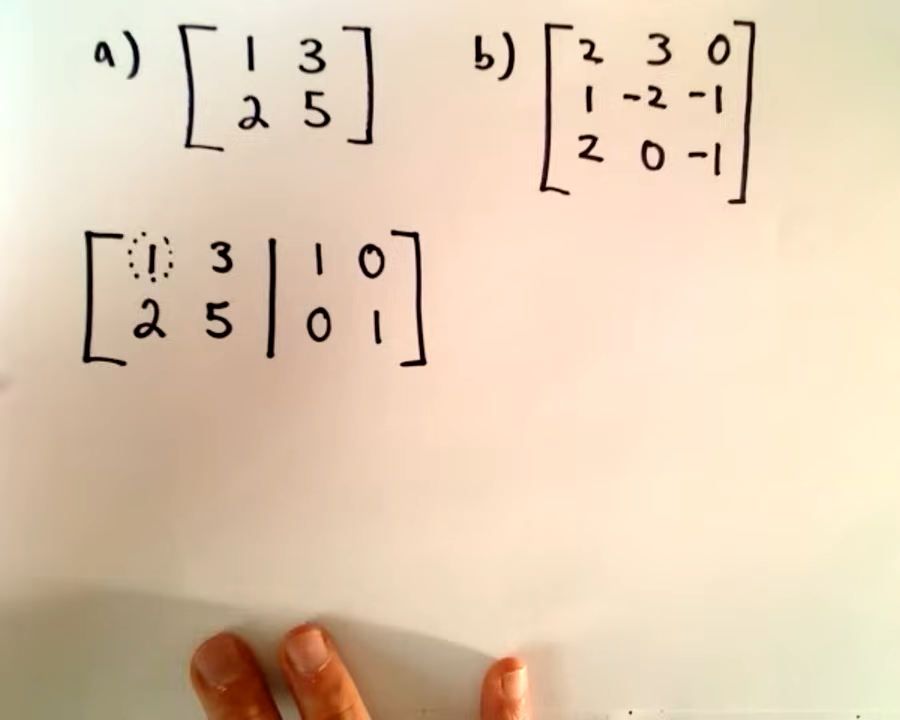 a) [ 1 3 ] b) [ 2 3 0 ]
[ 2 5 ] [ 1 -2 -1 ]
[ 2 0 -1 ]
[ 1 3 | 1 0 ]
[ 2 5 | 0 1 ]